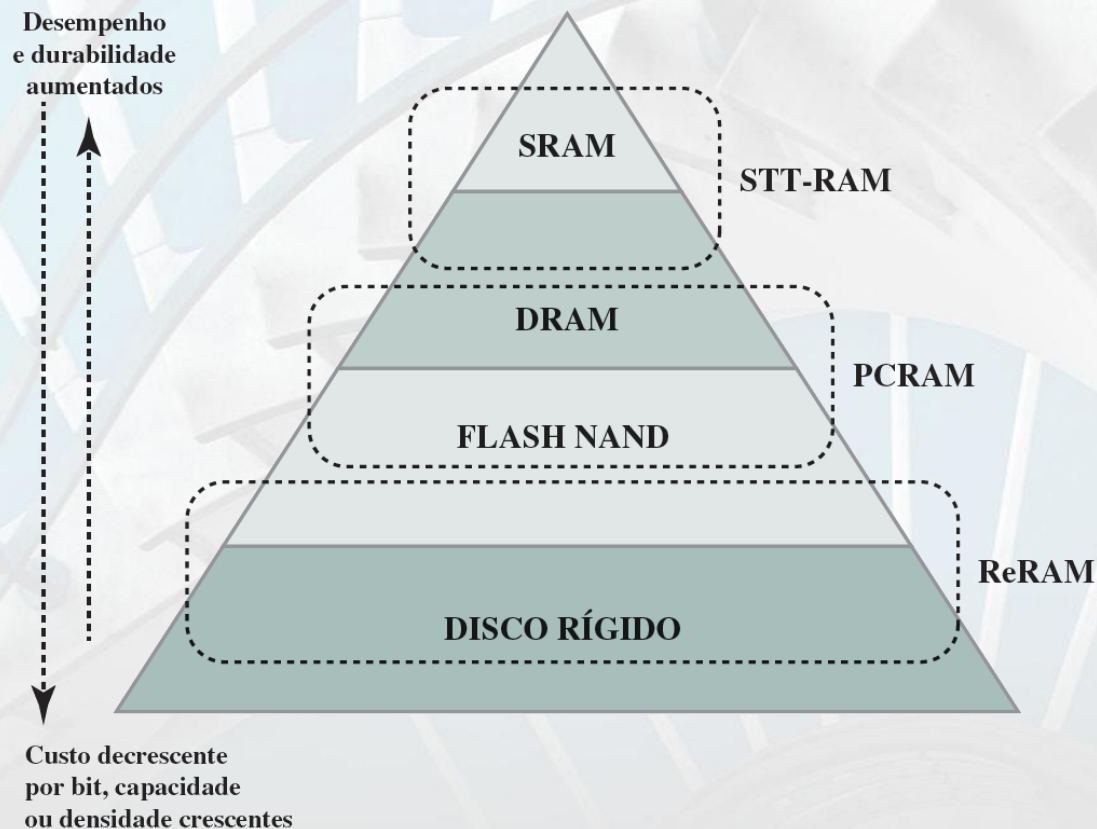 Desempenho
e durabilidade
aumentados
SRAM
STT-RAM
DRAM
PCRAM
FLASH NAND
ReRAM
DISCO RÍGIDO
Custo decrescente
por bit, capacidade
ou densidade crescentes